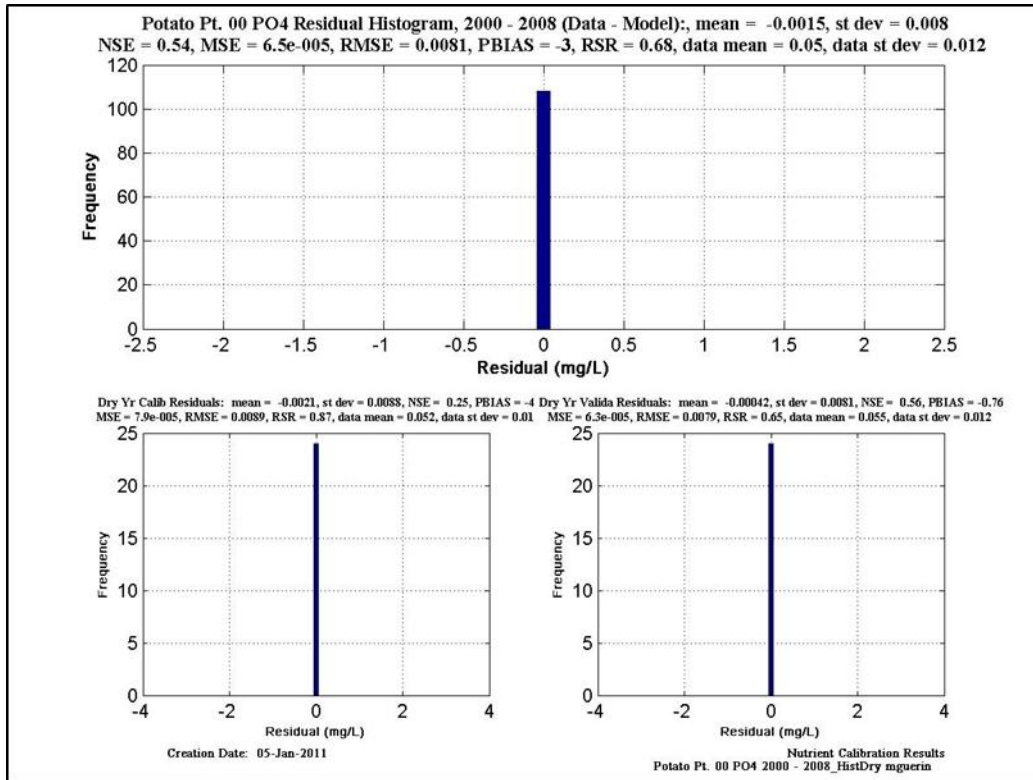 Potato Pt. 00 PO4 Residual Histogram, 2000 - 2008 (Data - Model):, mean = -0.0015, st dev = 0.008
NSE = 0.54, MSE = 6.5e-005, RMSE = 0.0081, PBIAS = -3, RSR = 0.68, data mean = 0.05, data st dev = 0.012
120
100
80
60
40
20
0
Frequency
-2.5 -2 -1.5 -1 -0.5 0 0.5 1 1.5 2 2.5
Residual (mg/L)
Dry Yr Calib Residuals: mean = -0.0021, st dev = 0.0088, NSE = 0.25, PBIAS = -4
MSE = 7.9e-005, RMSE = 0.0089, RSR = 0.87, data mean = 0.052, data st dev = 0.01
25
20
15
10
5
0
Frequency
-4 -2 0 2 4
Residual (mg/L)
Dry Yr Valida Residuals: mean = -0.00042, st dev = 0.0081, NSE = 0.56, PBIAS = -0.76
MSE = 6.3e-005, RMSE = 0.0079, RSR = 0.65, data mean = 0.055, data st dev = 0.012
25
20
15
10
5
0
Frequency
-4 -2 0 2 4
Residual (mg/L)
Creation Date: 05-Jan-2011
Nutrient Calibration Results
Potato Pt. 00 PO4 2000 - 2008_HistDry mguerin